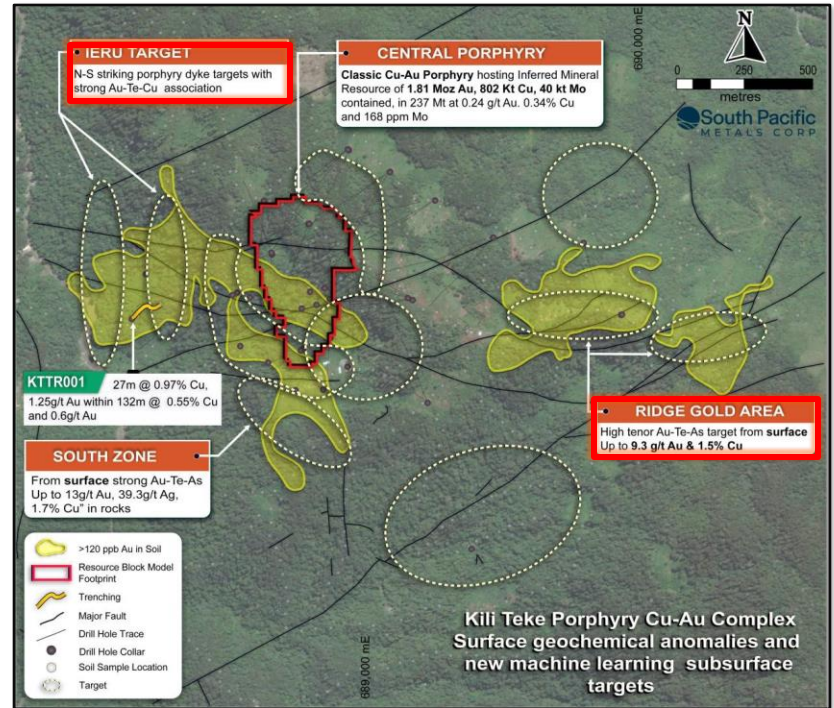 IERU TARGET
N-S striking porphyry dyke targets with
strong Au-Te-Cu association
CENTRAL PORPHYRY
Classic Cu-Au Porphyry hosting Inferred Mineral
Resource of 1.81 Moz Au, 802 Kt Cu, 40 kt Mo
contained, in 237 Mt at 0.24 g/t Au. 0.34% Cu
and 168 ppm Mo
690,000 mE
N
0 250 500
metres
South Pacific
METALS CORP
KTTR001 27m @ 0.97% Cu,
1.25g/t Au within 132m @ 0.55% Cu
and 0.6g/t Au
SOUTH ZONE
From surface strong Au-Te-As
Up to 13g/t Au, 39.3g/t Ag,
1.7% Cu" in rocks
RIDGE GOLD AREA
High tenor Au-Te-As target from surface
Up to 9.3 g/t Au & 1.5% Cu
>120 ppb Au in Soil
Resource Block Model
Footprint
Trenching
Major Fault
Drill Hole Trace
Drill Hole Collar
Soil Sample Location
Target
689,000 mE
Kili Teke Porphyry Cu-Au Complex
Surface geochemical anomalies and
new machine learning subsurface
targets